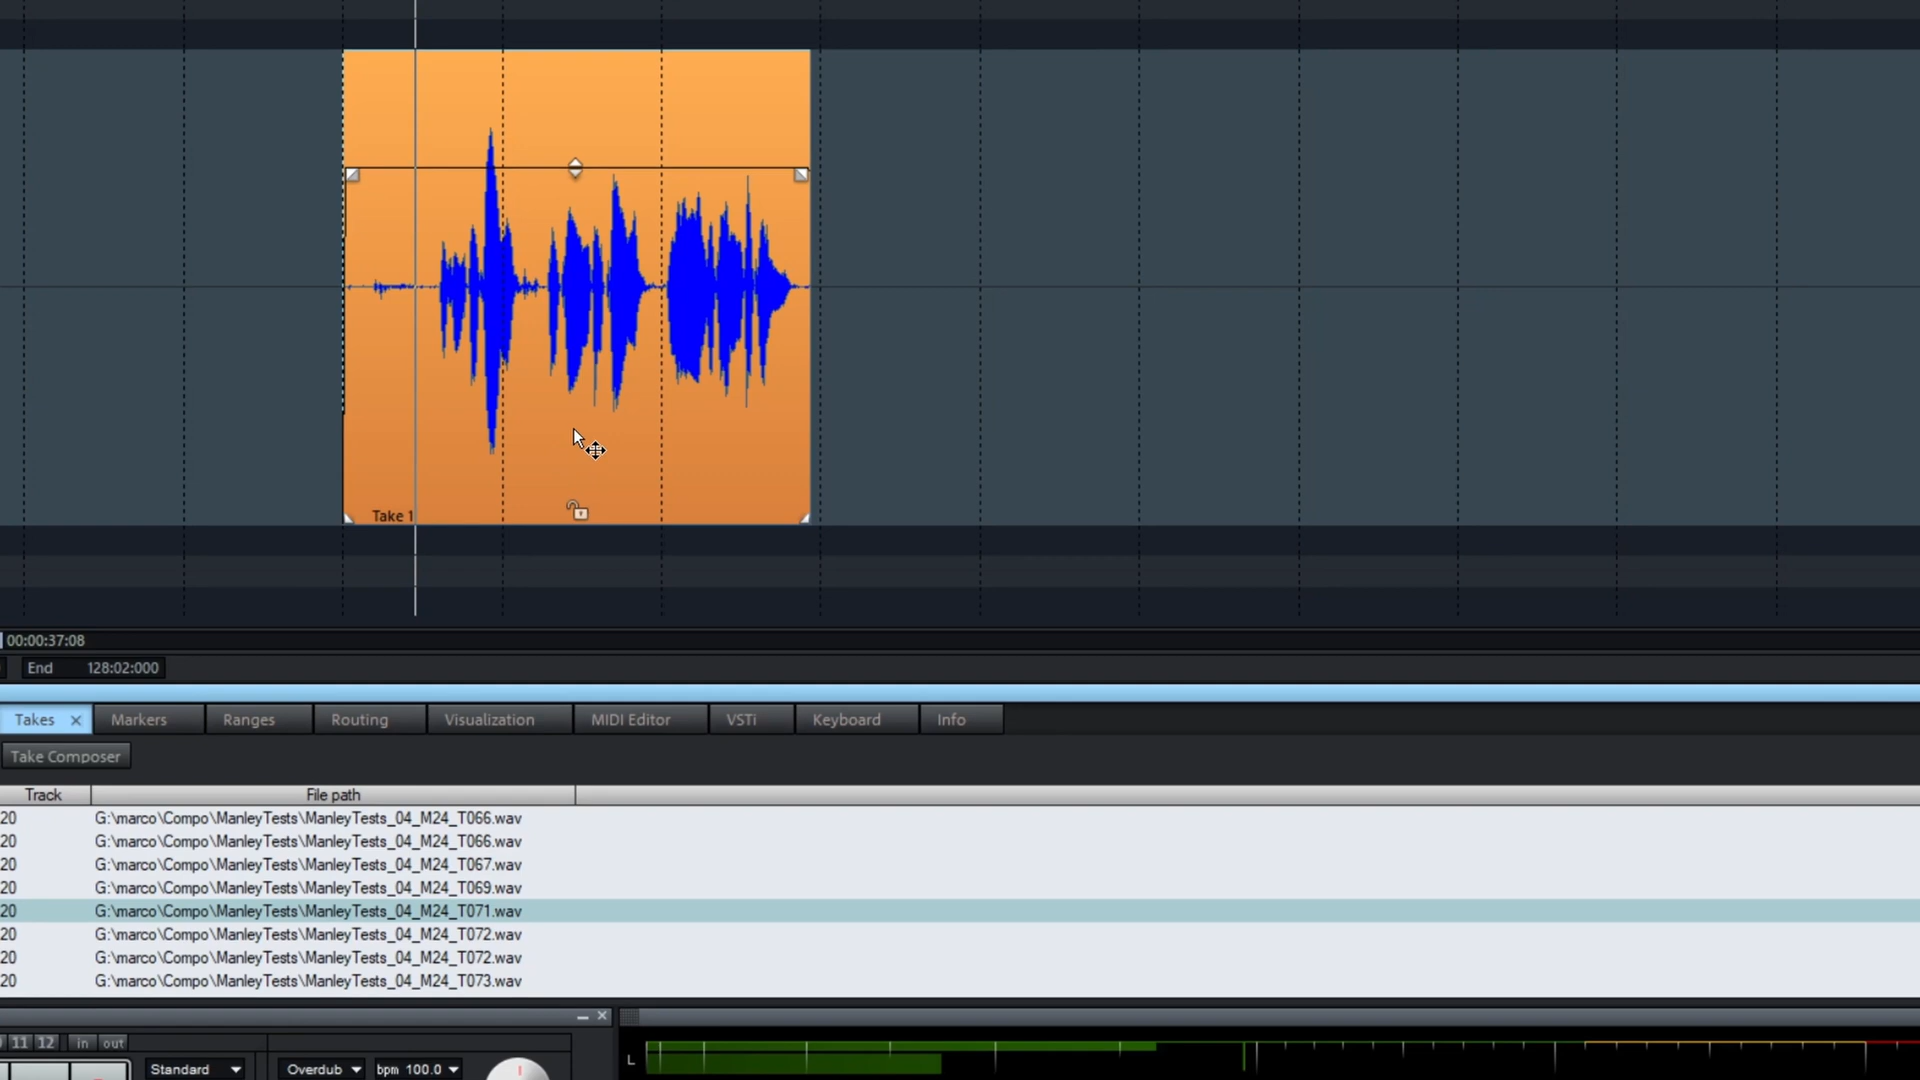 Take 1
00:00:37:08
End 128:02:000
Takes Markers Ranges Routing Visualization MIDI Editor VSTi Keyboard Info
Take Composer
Track File path
20 G:\marco\Compo\ManleyTests\ManleyTests_04_M24_T066.wav
20 G:\marco\Compo\ManleyTests\ManleyTests_04_M24_T066.wav
20 G:\marco\Compo\ManleyTests\ManleyTests_04_M24_T067.wav
20 G:\marco\Compo\ManleyTests\ManleyTests_04_M24_T069.wav
20 G:\marco\Compo\ManleyTests\ManleyTests_04_M24_T071.wav
20 G:\marco\Compo\ManleyTests\ManleyTests_04_M24_T072.wav
20 G:\marco\Compo\ManleyTests\ManleyTests_04_M24_T072.wav
20 G:\marco\Compo\ManleyTests\ManleyTests_04_M24_T073.wav
11 12 in out
L
Standard Overdub bpm 100.0